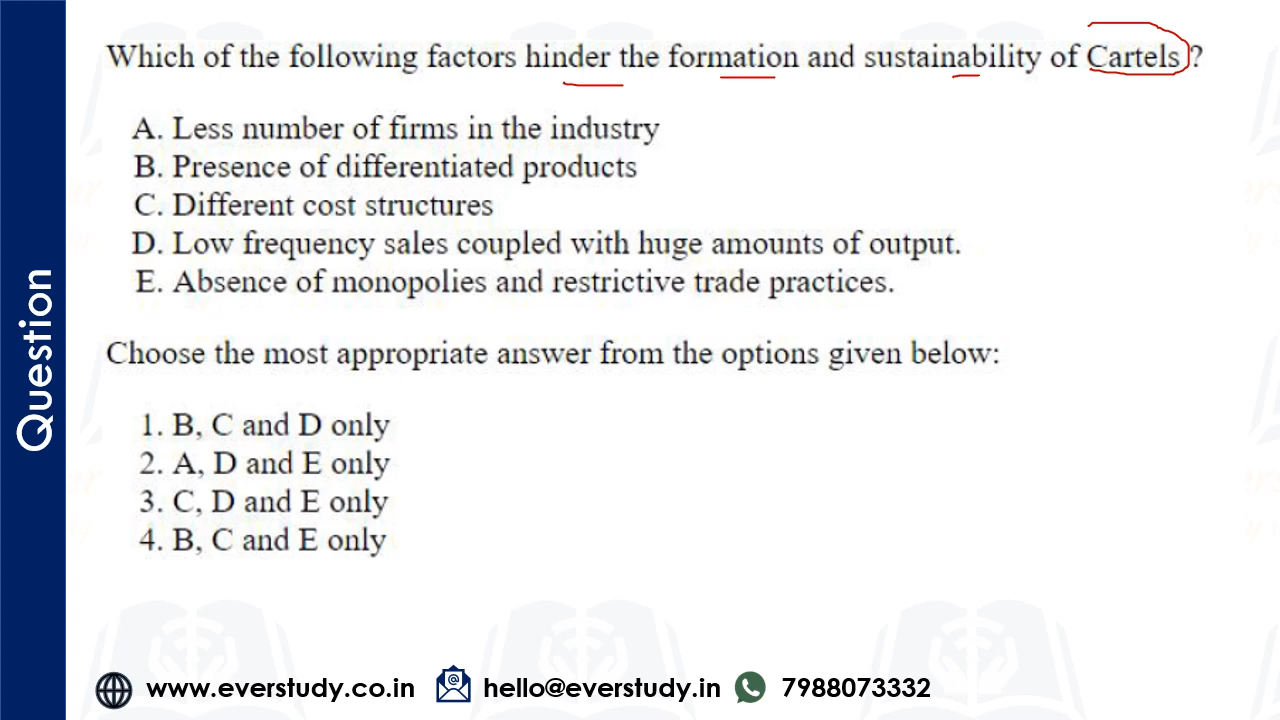 Question
Which of the following factors hinder the formation and sustainability of Cartels ?
A. Less number of firms in the industry
B. Presence of differentiated products
C. Different cost structures
D. Low frequency sales coupled with huge amounts of output.
E. Absence of monopolies and restrictive trade practices.
Choose the most appropriate answer from the options given below:
1. B, C and D only
2. A, D and E only
3. C, D and E only
4. B, C and E only
www.everstudy.co.in hello@everstudy.in 7988073332